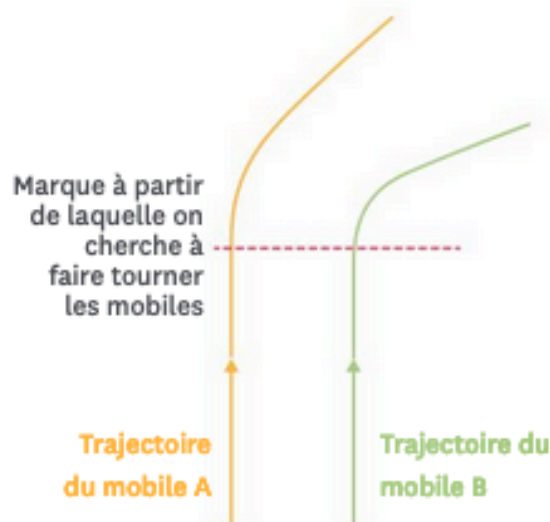 Marque à partir
de laquelle on
cherche à
faire tourner
les mobiles
Trajectoire
du mobile A
Trajectoire du
mobile B